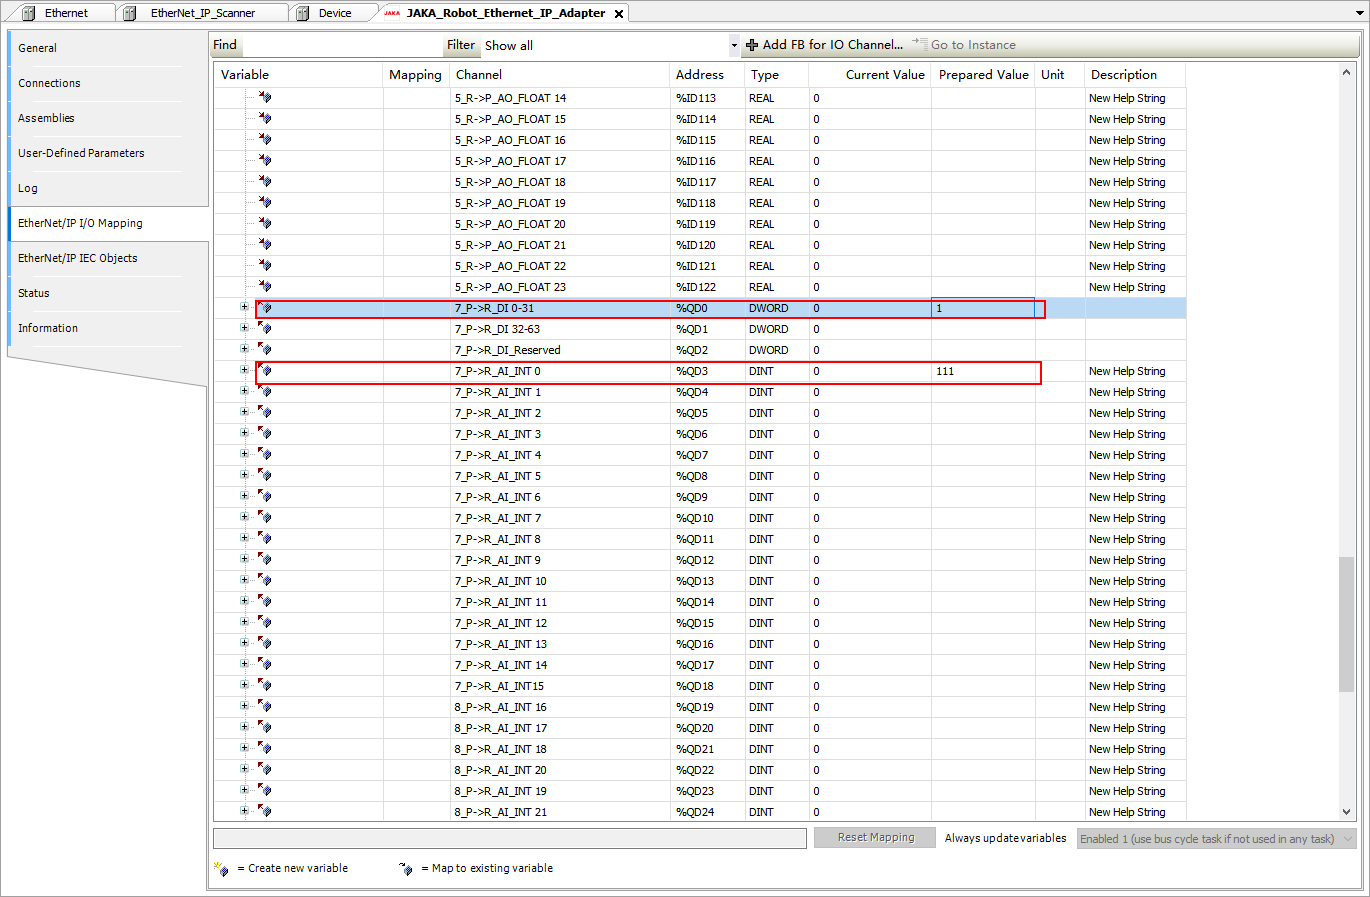 Ethernet EtherNet_IP_Scanner Device JAKA JAKA_Robot_Ethernet_IP_Adapter
General
Connections
Assemblies
User-Defined Parameters
Log
EtherNet/IP I/O Mapping
EtherNet/IP IEC Objects
Status
Information
Find Filter Show all Add FB for IO Channel... Go to Instance
Variable Mapping Channel Address Type Current Value Prepared Value Unit Description
5_R->P_AO_FLOAT 14 %ID113 REAL 0 New Help String
5_R->P_AO_FLOAT 15 %ID114 REAL 0 New Help String
5_R->P_AO_FLOAT 16 %ID115 REAL 0 New Help String
5_R->P_AO_FLOAT 17 %ID116 REAL 0 New Help String
5_R->P_AO_FLOAT 18 %ID117 REAL 0 New Help String
5_R->P_AO_FLOAT 19 %ID118 REAL 0 New Help String
5_R->P_AO_FLOAT 20 %ID119 REAL 0 New Help String
5_R->P_AO_FLOAT 21 %ID120 REAL 0 New Help String
5_R->P_AO_FLOAT 22 %ID121 REAL 0 New Help String
5_R->P_AO_FLOAT 23 %ID122 REAL 0 New Help String
7_P->R_DI 0-31 %QD0 DWORD 0 1
7_P->R_DI 32-63 %QD1 DWORD 0
7_P->R_DI_Reserved %QD2 DWORD 0
7_P->R_AI_INT 0 %QD3 DINT 0 111 New Help String
7_P->R_AI_INT 1 %QD4 DINT 0 New Help String
7_P->R_AI_INT 2 %QD5 DINT 0 New Help String
7_P->R_AI_INT 3 %QD6 DINT 0 New Help String
7_P->R_AI_INT 4 %QD7 DINT 0 New Help String
7_P->R_AI_INT 5 %QD8 DINT 0 New Help String
7_P->R_AI_INT 6 %QD9 DINT 0 New Help String
7_P->R_AI_INT 7 %QD10 DINT 0 New Help String
7_P->R_AI_INT 8 %QD11 DINT 0 New Help String
7_P->R_AI_INT 9 %QD12 DINT 0 New Help String
7_P->R_AI_INT 10 %QD13 DINT 0 New Help String
7_P->R_AI_INT 11 %QD14 DINT 0 New Help String
7_P->R_AI_INT 12 %QD15 DINT 0 New Help String
7_P->R_AI_INT 13 %QD16 DINT 0 New Help String
7_P->R_AI_INT 14 %QD17 DINT 0 New Help String
7_P->R_AI_INT15 %QD18 DINT 0 New Help String
8_P->R_AI_INT 16 %QD19 DINT 0 New Help String
8_P->R_AI_INT 17 %QD20 DINT 0 New Help String
8_P->R_AI_INT 18 %QD21 DINT 0 New Help String
8_P->R_AI_INT 20 %QD22 DINT 0 New Help String
8_P->R_AI_INT 19 %QD23 DINT 0 New Help String
8_P->R_AI_INT 21 %QD24 DINT 0 New Help String
Reset Mapping Always update variables Enabled 1 (use bus cycle task if not used in any task)
= Create new variable = Map to existing variable